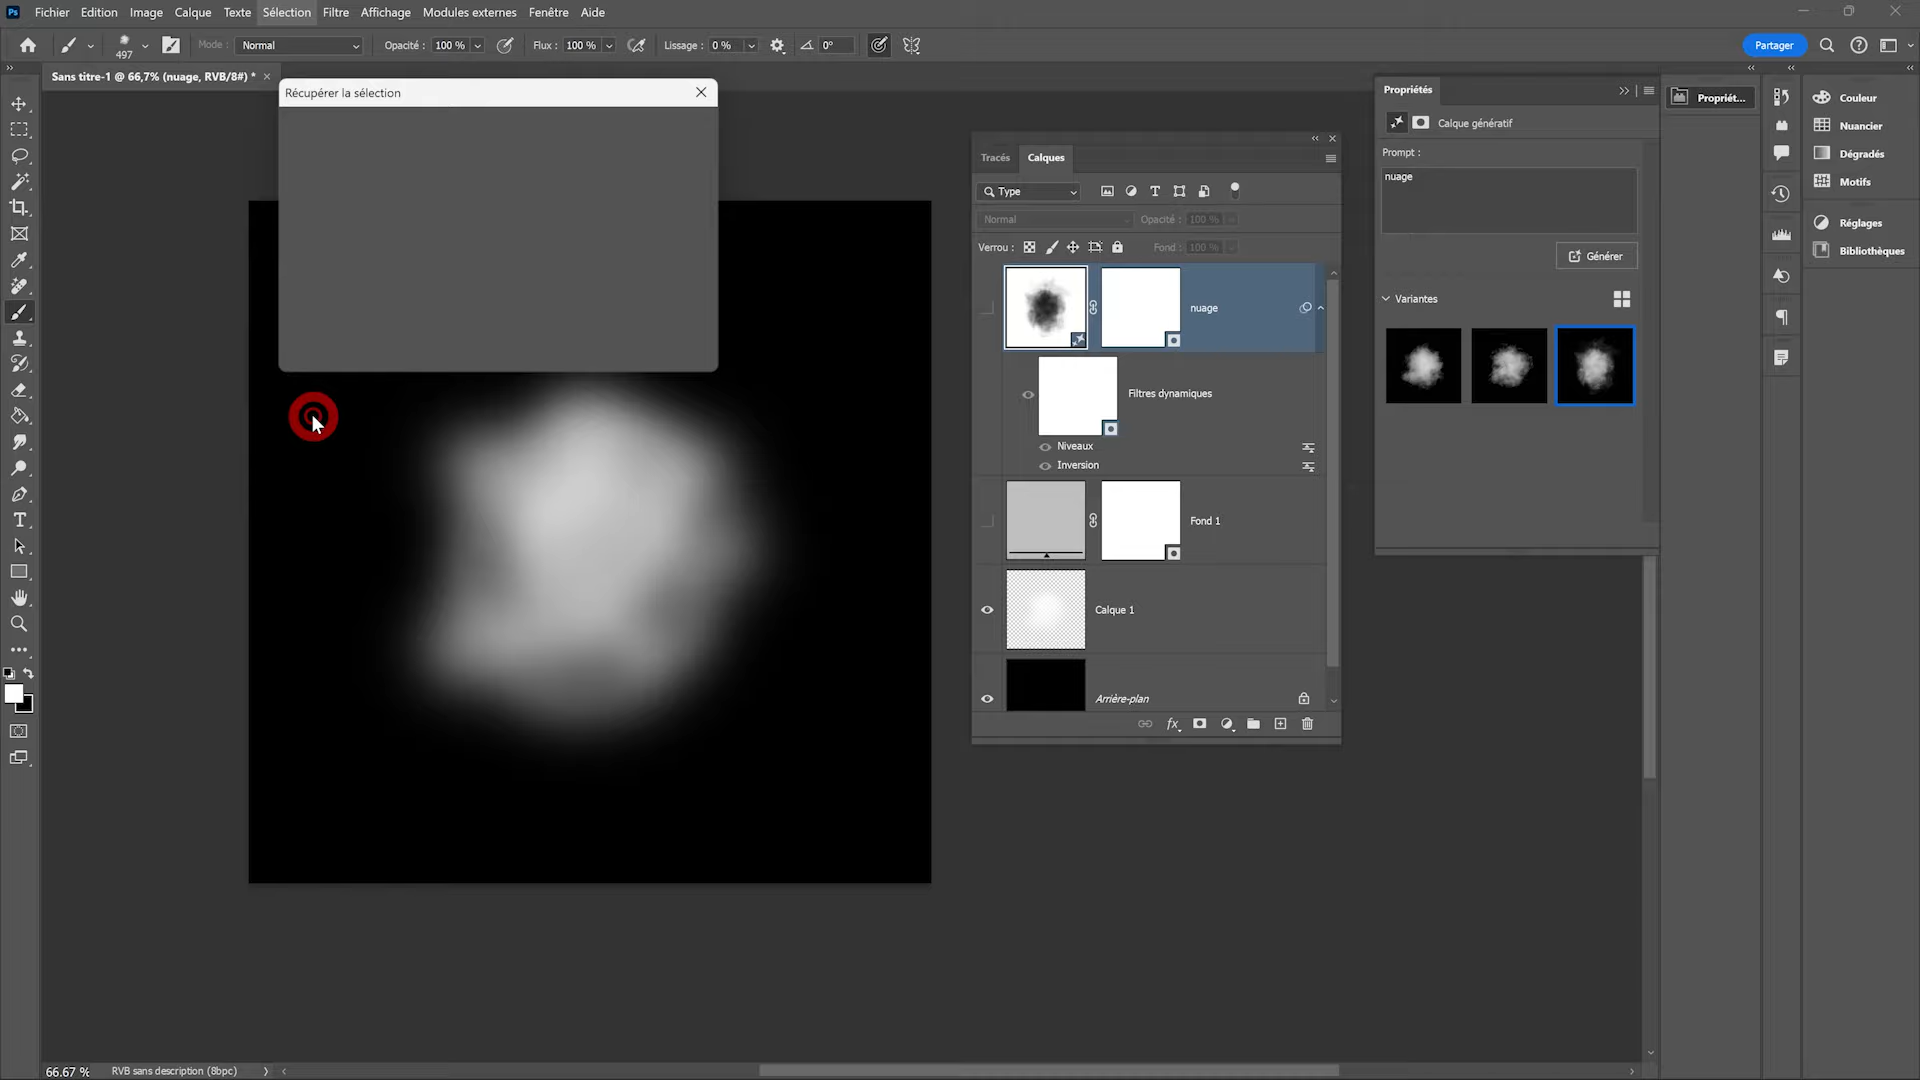 Ps Fichier Edition Image Calque Texte Sélection Filtre Affichage Modules externes Fenêtre Aide
497 Mode : Normal Opacité : 100 % Flux : 100 % Lissage : 0 % 0° Partager
Sans titre-1 @ 66,7% (nuage, RVB/8#) * ×
Récupérer la sélection
Propriétés
Propriét...
Couleur
Nuancier
Dégradés
Motifs
Réglages
Bibliothèques
Calque génératif
Prompt :
nuage
Générer
Variantes
Tracés Calques
Type
Normal Opacité : 100 %
Verrou : Fond : 100 %
nuage
Filtres dynamiques
Niveaux
Inversion
Fond 1
Calque 1
Arrière-plan
fx
66.67 % RVB sans description (8bpc)